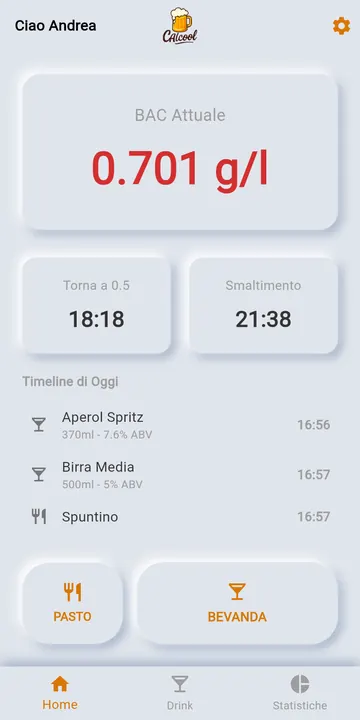 Ciao Andrea
CAlcool
BAC Attuale
0.701 g/l
Torna a 0.5
Smaltimento
18:18
21:38
Timeline di Oggi
Aperol Spritz
370ml - 7.6% ABV
16:56
Birra Media
500ml - 5% ABV
16:57
Spuntino
16:57
PASTO
BEVANDA
Home
Drink
Statistiche